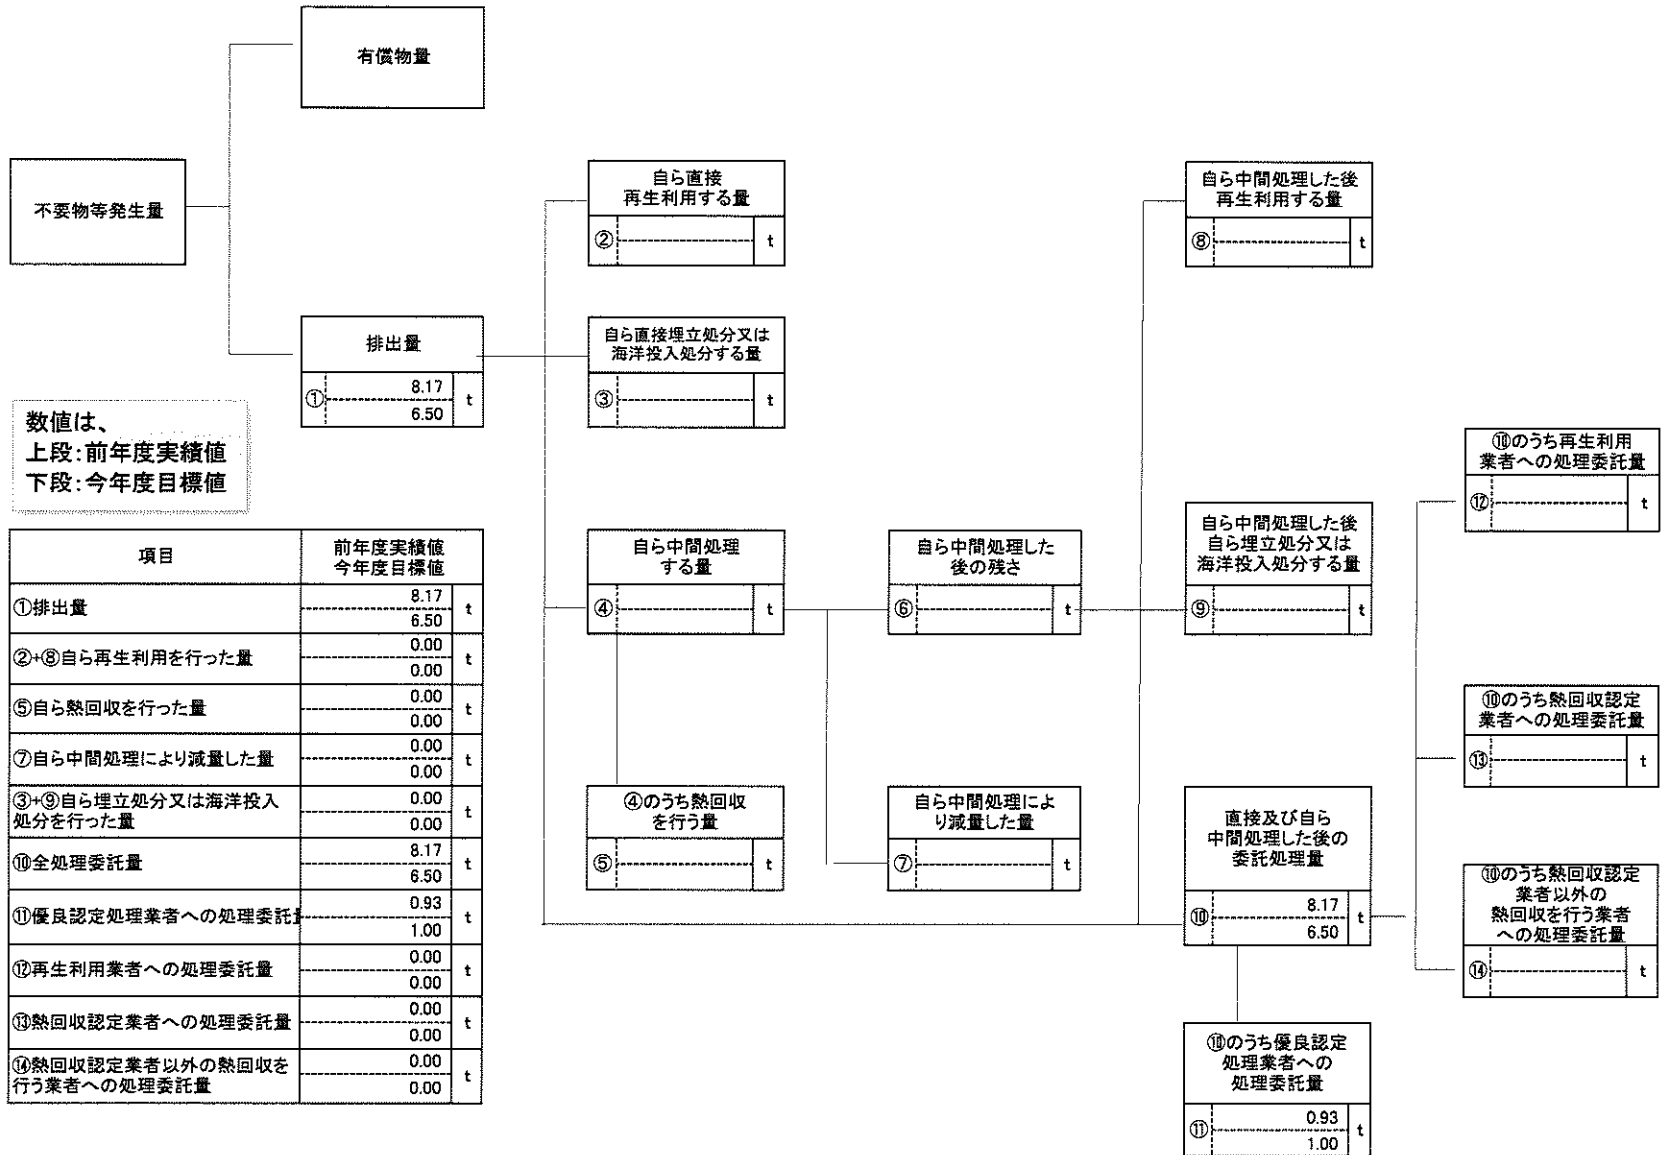 有償物量
不要物等発生量
排出量
①
8.17
6.50
t
数値は、
上段:前年度実績値
下段:今年度目標値
自ら直接
再生利用する量
②
t
自ら直接埋立処分又は
海洋投入処分する量
③
t
自ら中間処理
する量
④
t
④のうち熱回収
を行う量
⑤
t
自ら中間処理した
後の残さ
⑥
t
自ら中間処理によ
り減量した量
⑦
t
自ら中間処理した後
再生利用する量
⑧
t
自ら中間処理した後
自ら埋立処分又は
海洋投入処分する量
⑨
t
直接及び自ら
中間処理した後の
委託処理量
⑩
8.17
6.50
t
⑩のうち優良認定
処理業者への
処理委託量
⑪
0.93
1.00
t
⑩のうち再生利用
業者への処理委託量
⑫
t
⑩のうち熱回収認定
業者への処理委託量
⑬
t
⑩のうち熱回収認定
業者以外の
熱回収を行う業者
への処理委託量
⑭
t
項目
前年度実績値
今年度目標値
①排出量
8.17
6.50
t
②+⑧自ら再生利用を行った量
0.00
0.00
t
⑤自ら熱回収を行った量
0.00
0.00
t
⑦自ら中間処理により減量した量
0.00
0.00
t
③+⑨自ら埋立処分又は海洋投入
処分を行った量
0.00
0.00
t
⑩全処理委託量
8.17
6.50
t
⑪優良認定処理業者への処理委託
0.93
1.00
t
⑫再生利用業者への処理委託量
0.00
0.00
t
⑬熱回収認定業者への処理委託量
0.00
0.00
t
⑭熱回収認定業者以外の熱回収を
行う業者への処理委託量
0.00
0.00
t